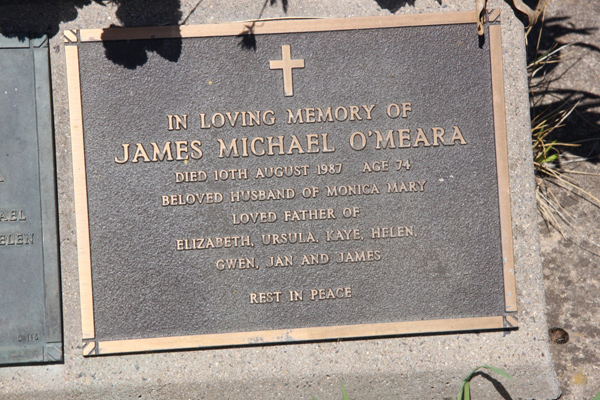 IN LOVING MEMORY OF
JAMES MICHAEL O'MEARA
DIED 10TH AUGUST 1987 AGE 74
BELOVED HUSBAND OF MONICA MARY
LOVED FATHER OF
ELIZABETH, URSULA, KAYE, HELEN,
GWEN, JAN AND JAMES
REST IN PEACE